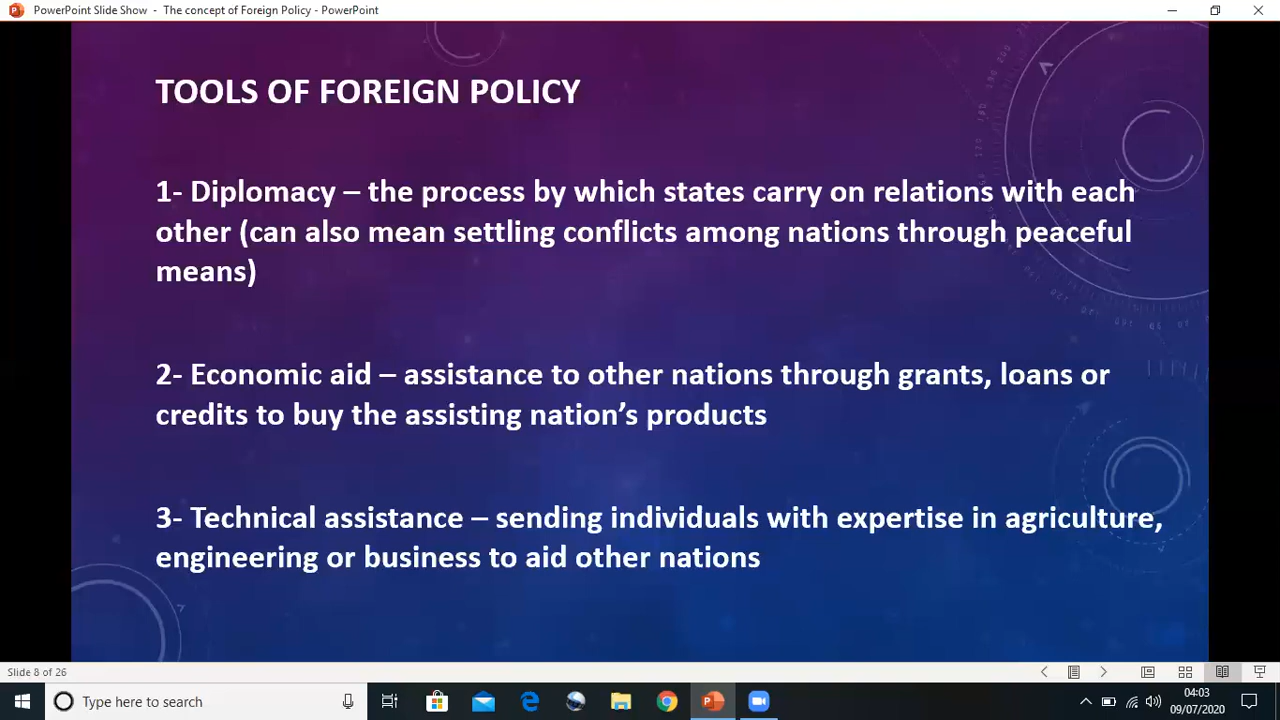 PowerPoint Slide Show - The concept of Foreign Policy - PowerPoint
TOOLS OF FOREIGN POLICY
1- Diplomacy – the process by which states carry on relations with each
other (can also mean settling conflicts among nations through peaceful
means)
2- Economic aid – assistance to other nations through grants, loans or
credits to buy the assisting nation’s products
3- Technical assistance – sending individuals with expertise in agriculture,
engineering or business to aid other nations
Slide 8 of 26
Type here to search
04:03
09/07/2020